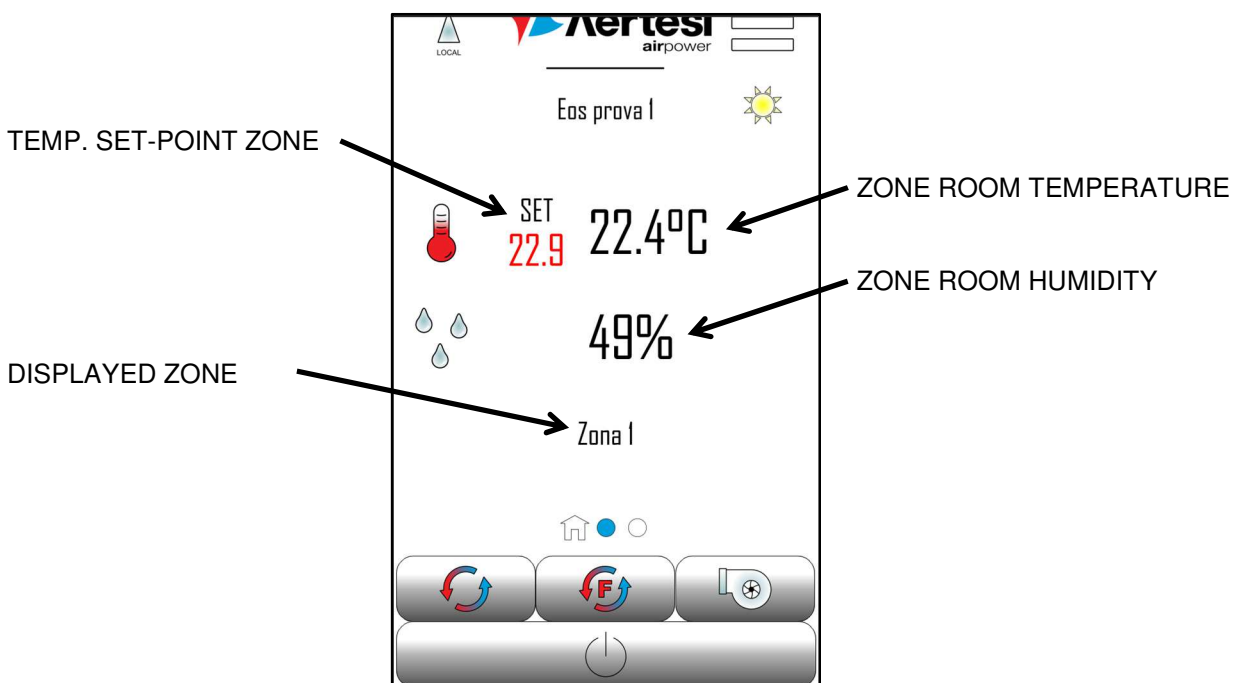 LOCAL
Aertesi
airpower
Eos prova 1
TEMP. SET-POINT ZONE
ZONE ROOM TEMPERATURE
SET
22.9
22.4ºC
ZONE ROOM HUMIDITY
49%
DISPLAYED ZONE
Zona 1
F